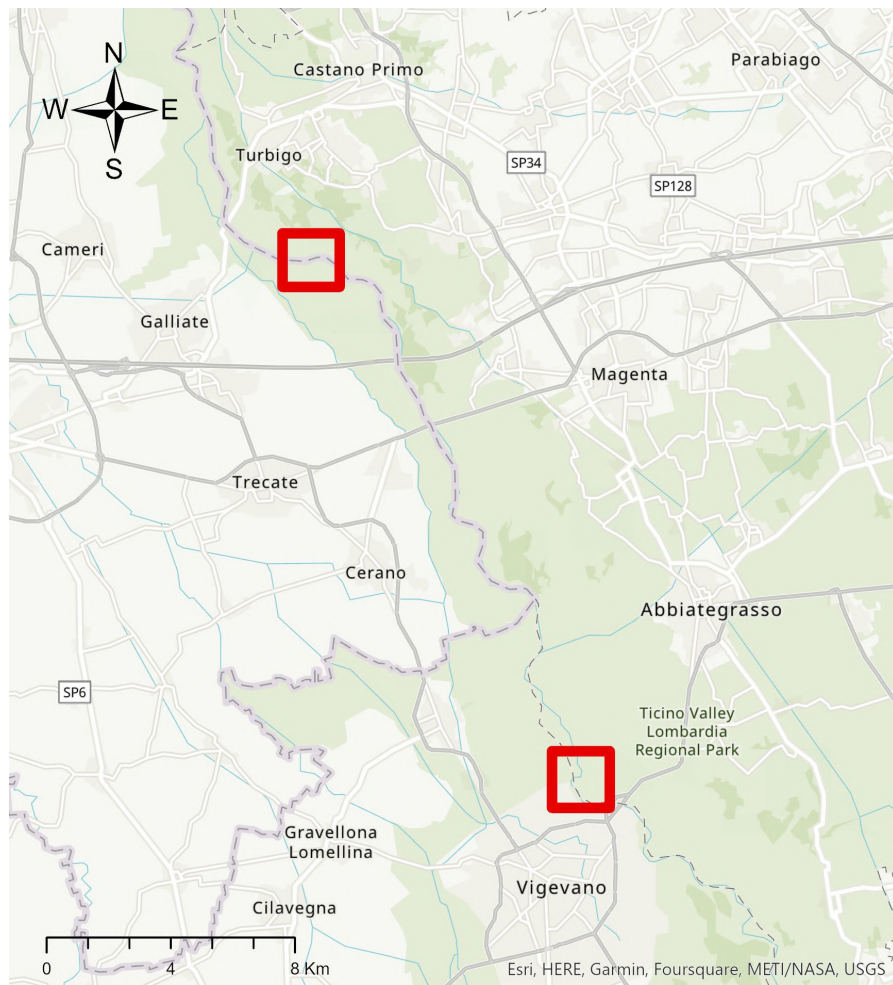 N
Castano Primo
Parabiago
W
E
S
Turbigo
SP34
SP128
Cameri
Galliate
Magenta
Trecate
Cerano
Abbiategrasso
SP6
Ticino Valley
Lombardia
Regional Park
Gravellona
Lomellina
Vigevano
Cilavegna
0 4 8 Km
Esri, HERE, Garmin, Foursquare, METI/NASA, USGS